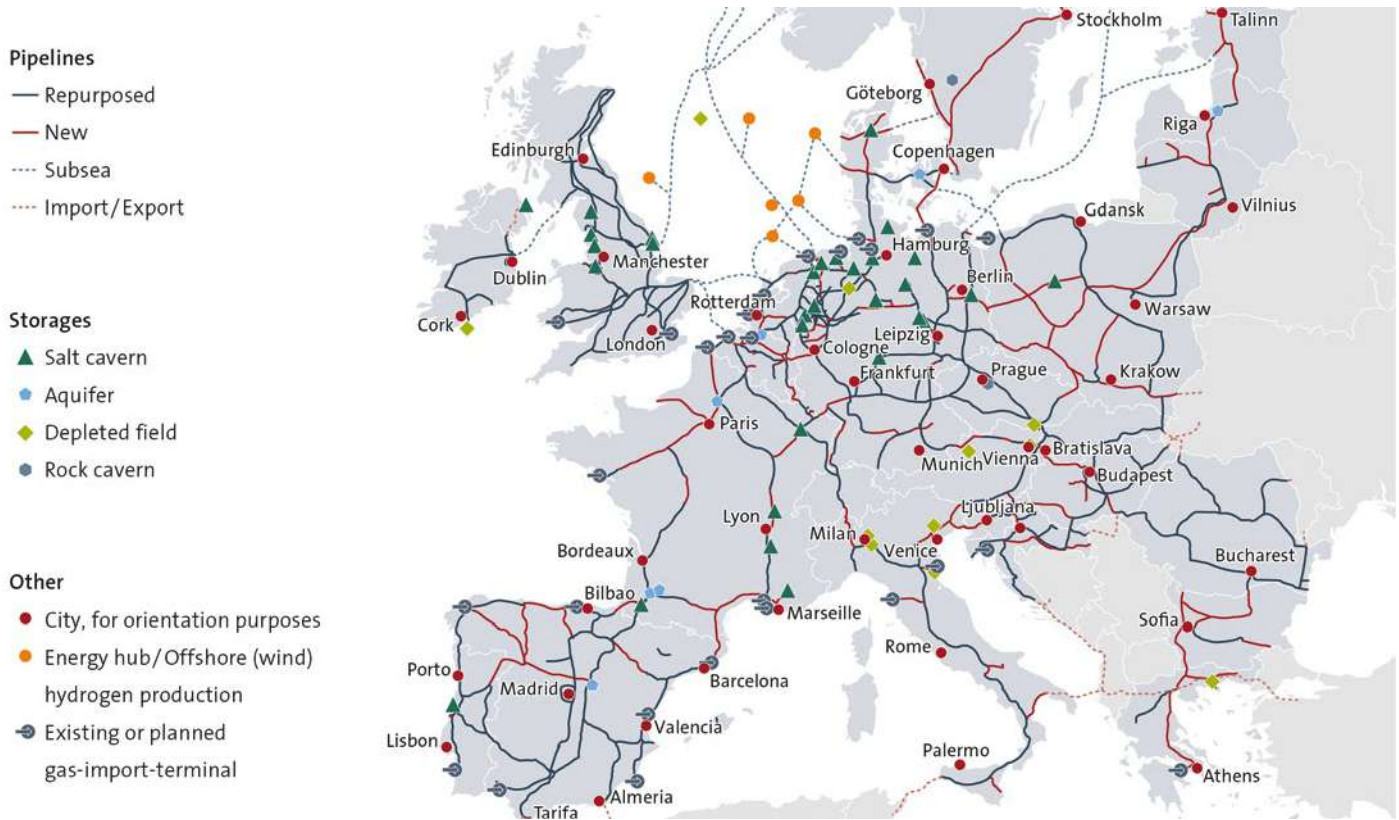 Pipelines
Repurposed
New
Subsea
Import/Export
Storages
Salt cavern
Aquifer
Depleted field
Rock cavern
Other
City, for orientation purposes
Energy hub/Offshore (wind)
hydrogen production
Existing or planned
gas-import-terminal
Stockholm
Talinn
Göteborg
Riga
Edinburgh
Copenhagen
Gdansk
Vilnius
Hamburg
Manchester
Dublin
Berlin
Rotterdam
Warsaw
Cork
London
Leipzig
Cologne
Frankfurt
Prague
Krakow
Paris
Munich
Vienna
Bratislava
Budapest
Lyon
Ljubljana
Milan
Venice
Bordeaux
Bucharest
Bilbao
Marseille
Sofia
Porto
Rome
Madrid
Barcelona
Valencia
Lisbon
Palermo
Athens
Almeria
Tarifa